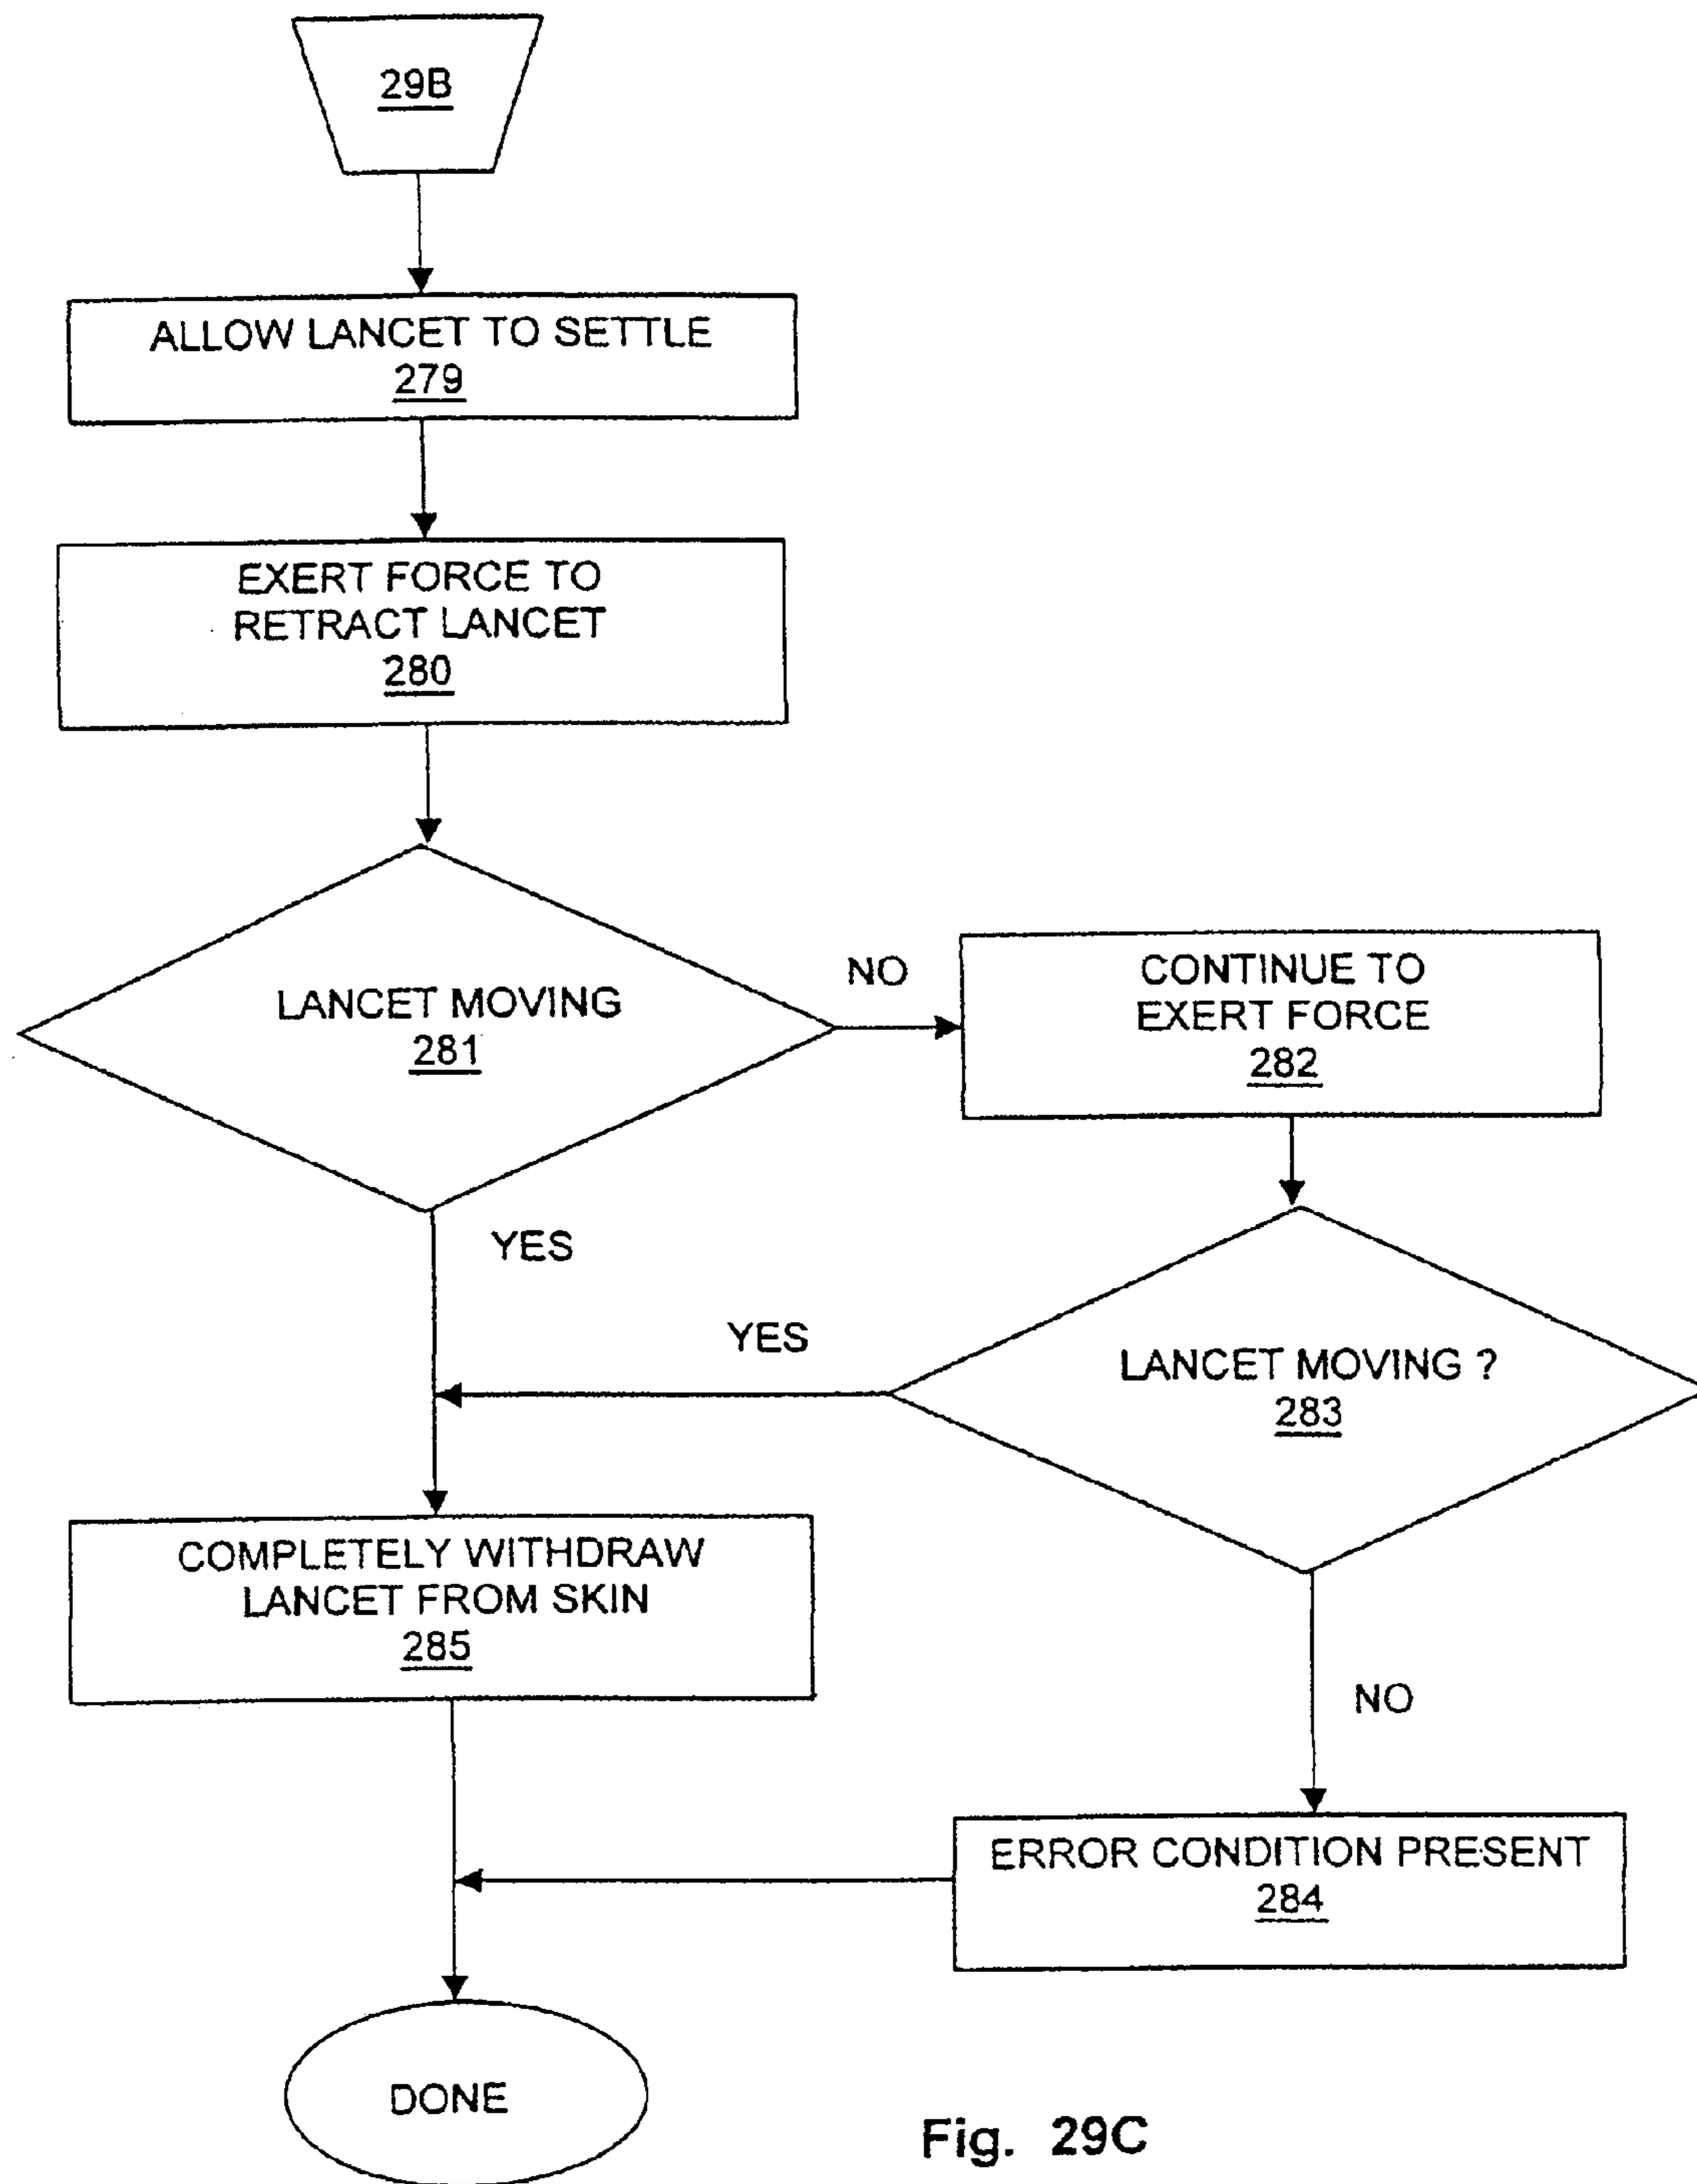 29B
ALLOW LANCET TO SETTLE
279
EXERT FORCE TO
RETRACT LANCET
280
LANCET MOVING
281
NO
CONTINUE TO
EXERT FORCE
282
YES
YES
LANCET MOVING ?
283
COMPLETELY WITHDRAW
LANCET FROM SKIN
285
NO
ERROR CONDITION PRESENT
284
DONE
Fig. 29C